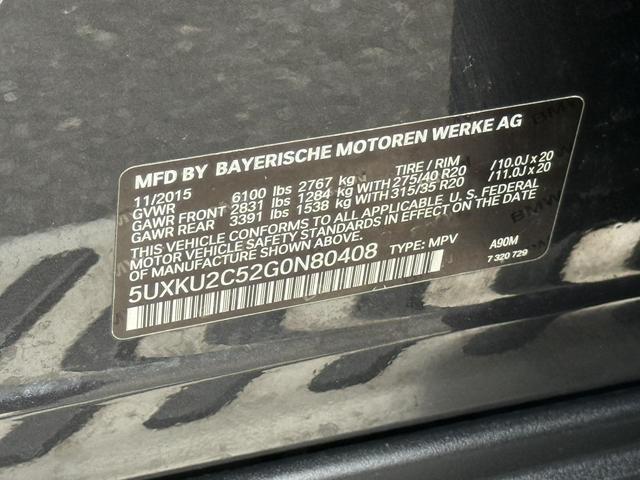 MFD BY BAYERISCHE MOTOREN WERKE AG
11/2015 TIRE / RIM
GVWR 6100 lbs 2767 kg
GAWR FRONT 2831 lbs 1284 kg WITH 275/40 R20 /10.0J x 20
GAWR REAR 3391 lbs 1538 kg WITH 315/35 R20 /11.0J x 20
THIS VEHICLE CONFORMS TO ALL APPLICABLE U.S. FEDERAL
MOTOR VEHICLE SAFETY STANDARDS IN EFFECT ON THE DATE
OF MANUFACTURE SHOWN ABOVE.
5UXKU2C52G0N80408 TYPE: MPV A90M
7 320 729